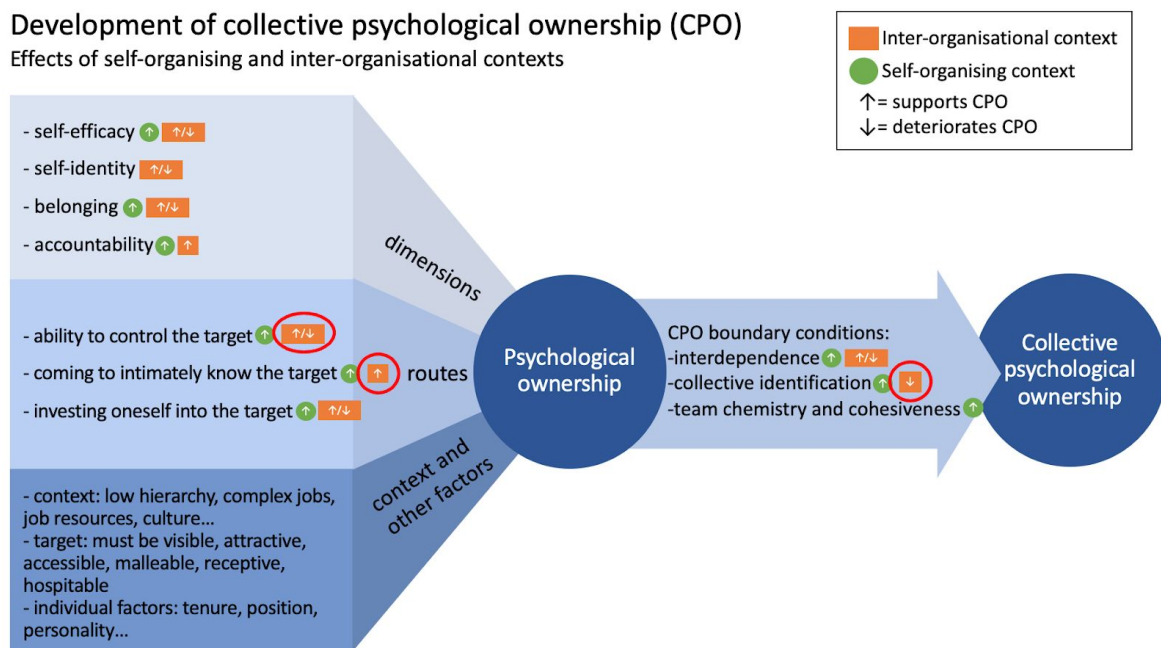 Development of collective psychological ownership (CPO)
Effects of self-organising and inter-organisational contexts
Inter-organisational context
Self-organising context
↑= supports CPO
↓= deteriorates CPO
- self-efficacy ↑ ↑/↓
- self-identity ↑/↓
- belonging ↑ ↑/↓
- accountability ↑ ↑
dimensions
- ability to control the target ↑ ↑/↓
- coming to intimately know the target ↑ ↑
- investing oneself into the target ↑ ↑/↓
routes
- context: low hierarchy, complex jobs,
job resources, culture...
- target: must be visible, attractive,
accessible, malleable, receptive,
hospitable
- individual factors: tenure, position,
personality...
context and
other factors
Psychological
ownership
CPO boundary conditions:
-interdependence ↑ ↑/↓
-collective identification ↑ ↓
-team chemistry and cohesiveness ↑
Collective
psychological
ownership